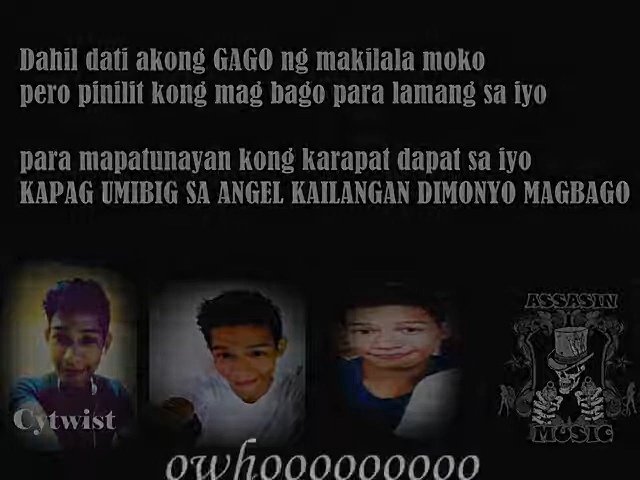 Dahil dati akong GAGO ng makilala moko
pero pinilit kong mag bago para lamang sa iyo
para mapatunayan kong karapat dapat sa iyo
KAPAG UMIBIG SA ANGEL KAILANGAN DIMONYO MAGBAGO
ASSASIN
Cytwist
MUSIC
owhooooooooo